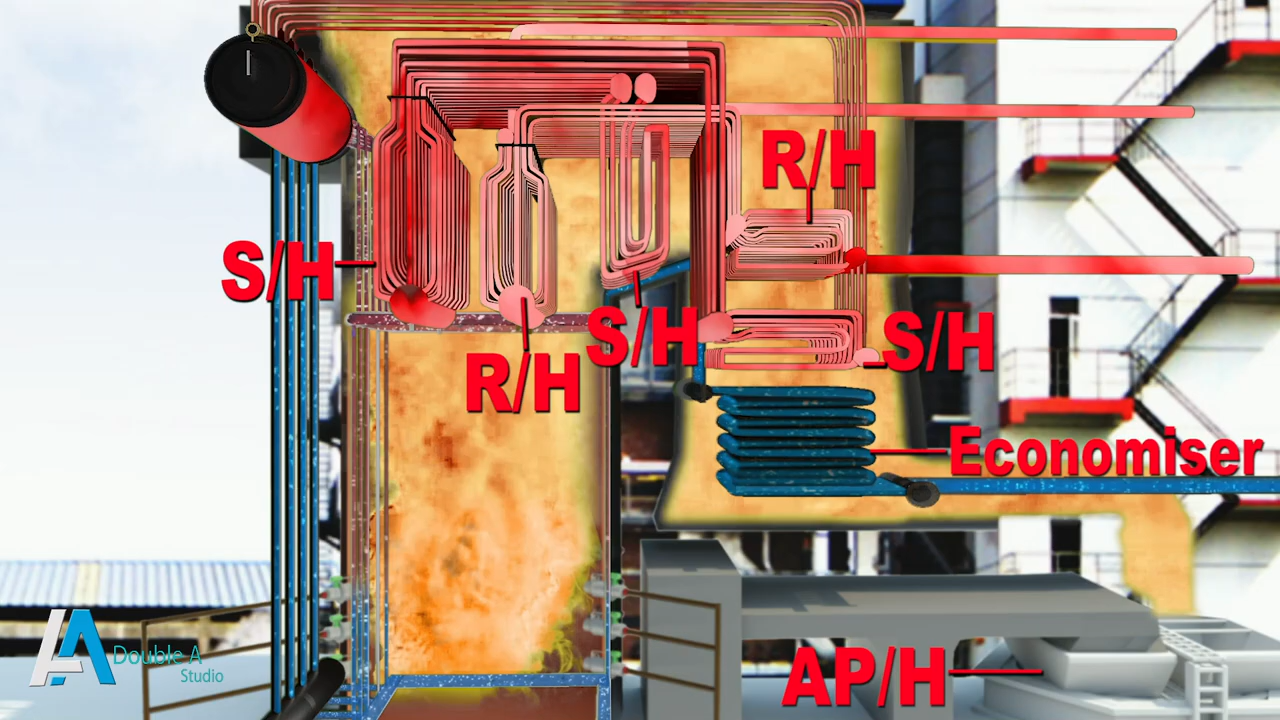 R/H
S/H
S/H
S/H
R/H
Economiser
AP/H
Double A
Studio